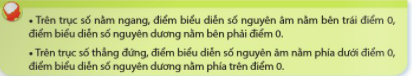 • Trên trục số nằm ngang, điểm biểu diễn số nguyên âm nằm bên trái điểm 0,
điểm biểu diễn số nguyên dương nằm bên phải điểm 0.
• Trên trục số thẳng đứng, điểm biểu diễn số nguyên âm nằm phía dưới điểm 0,
điểm biểu diễn số nguyên dương nằm phía trên điểm 0.